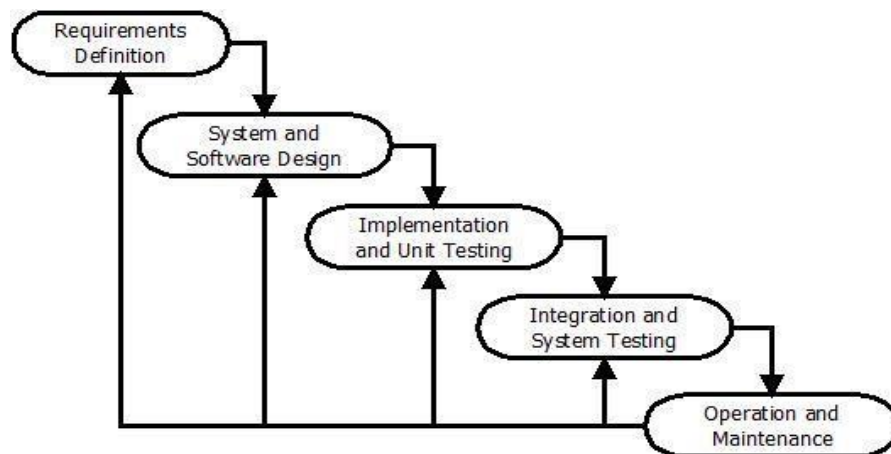 Requirements
Definition
System and
Software Design
Implementation
and Unit Testing
Integration and
System Testing
Operation and
Maintenance